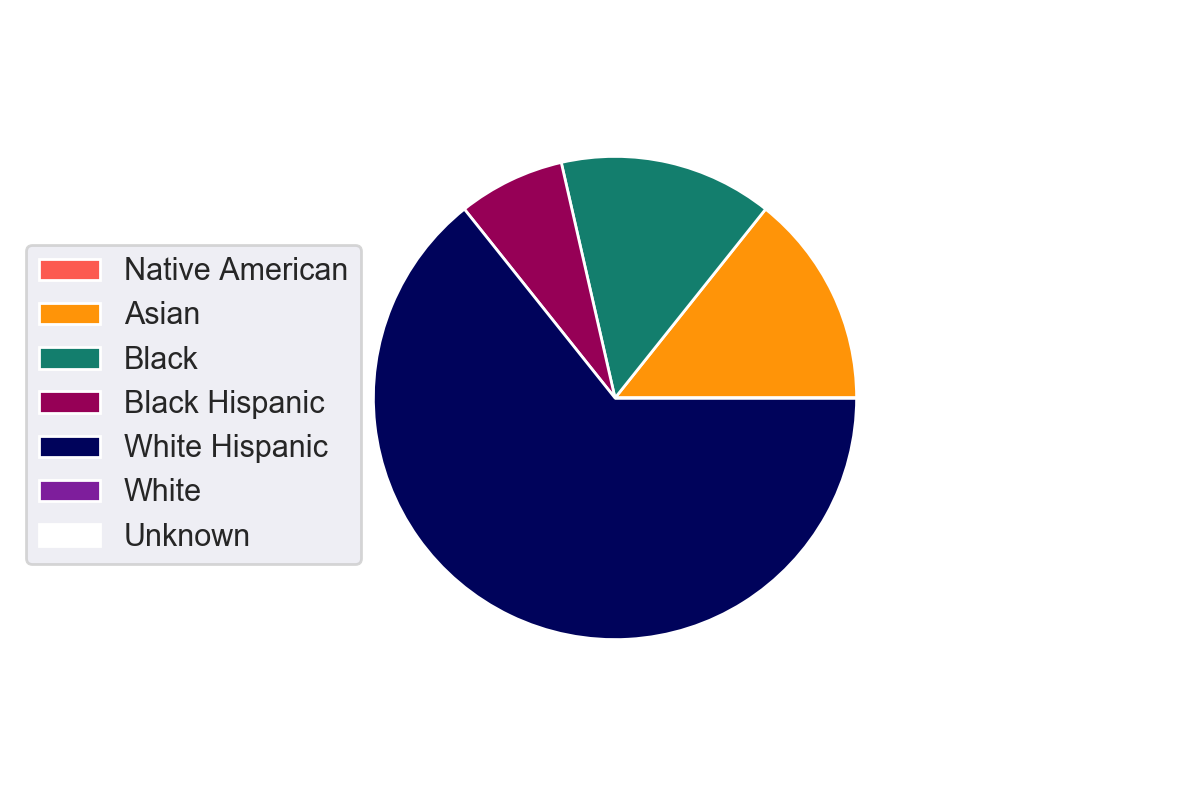 Native American
Asian
Black
Black Hispanic
White Hispanic
White
Unknown